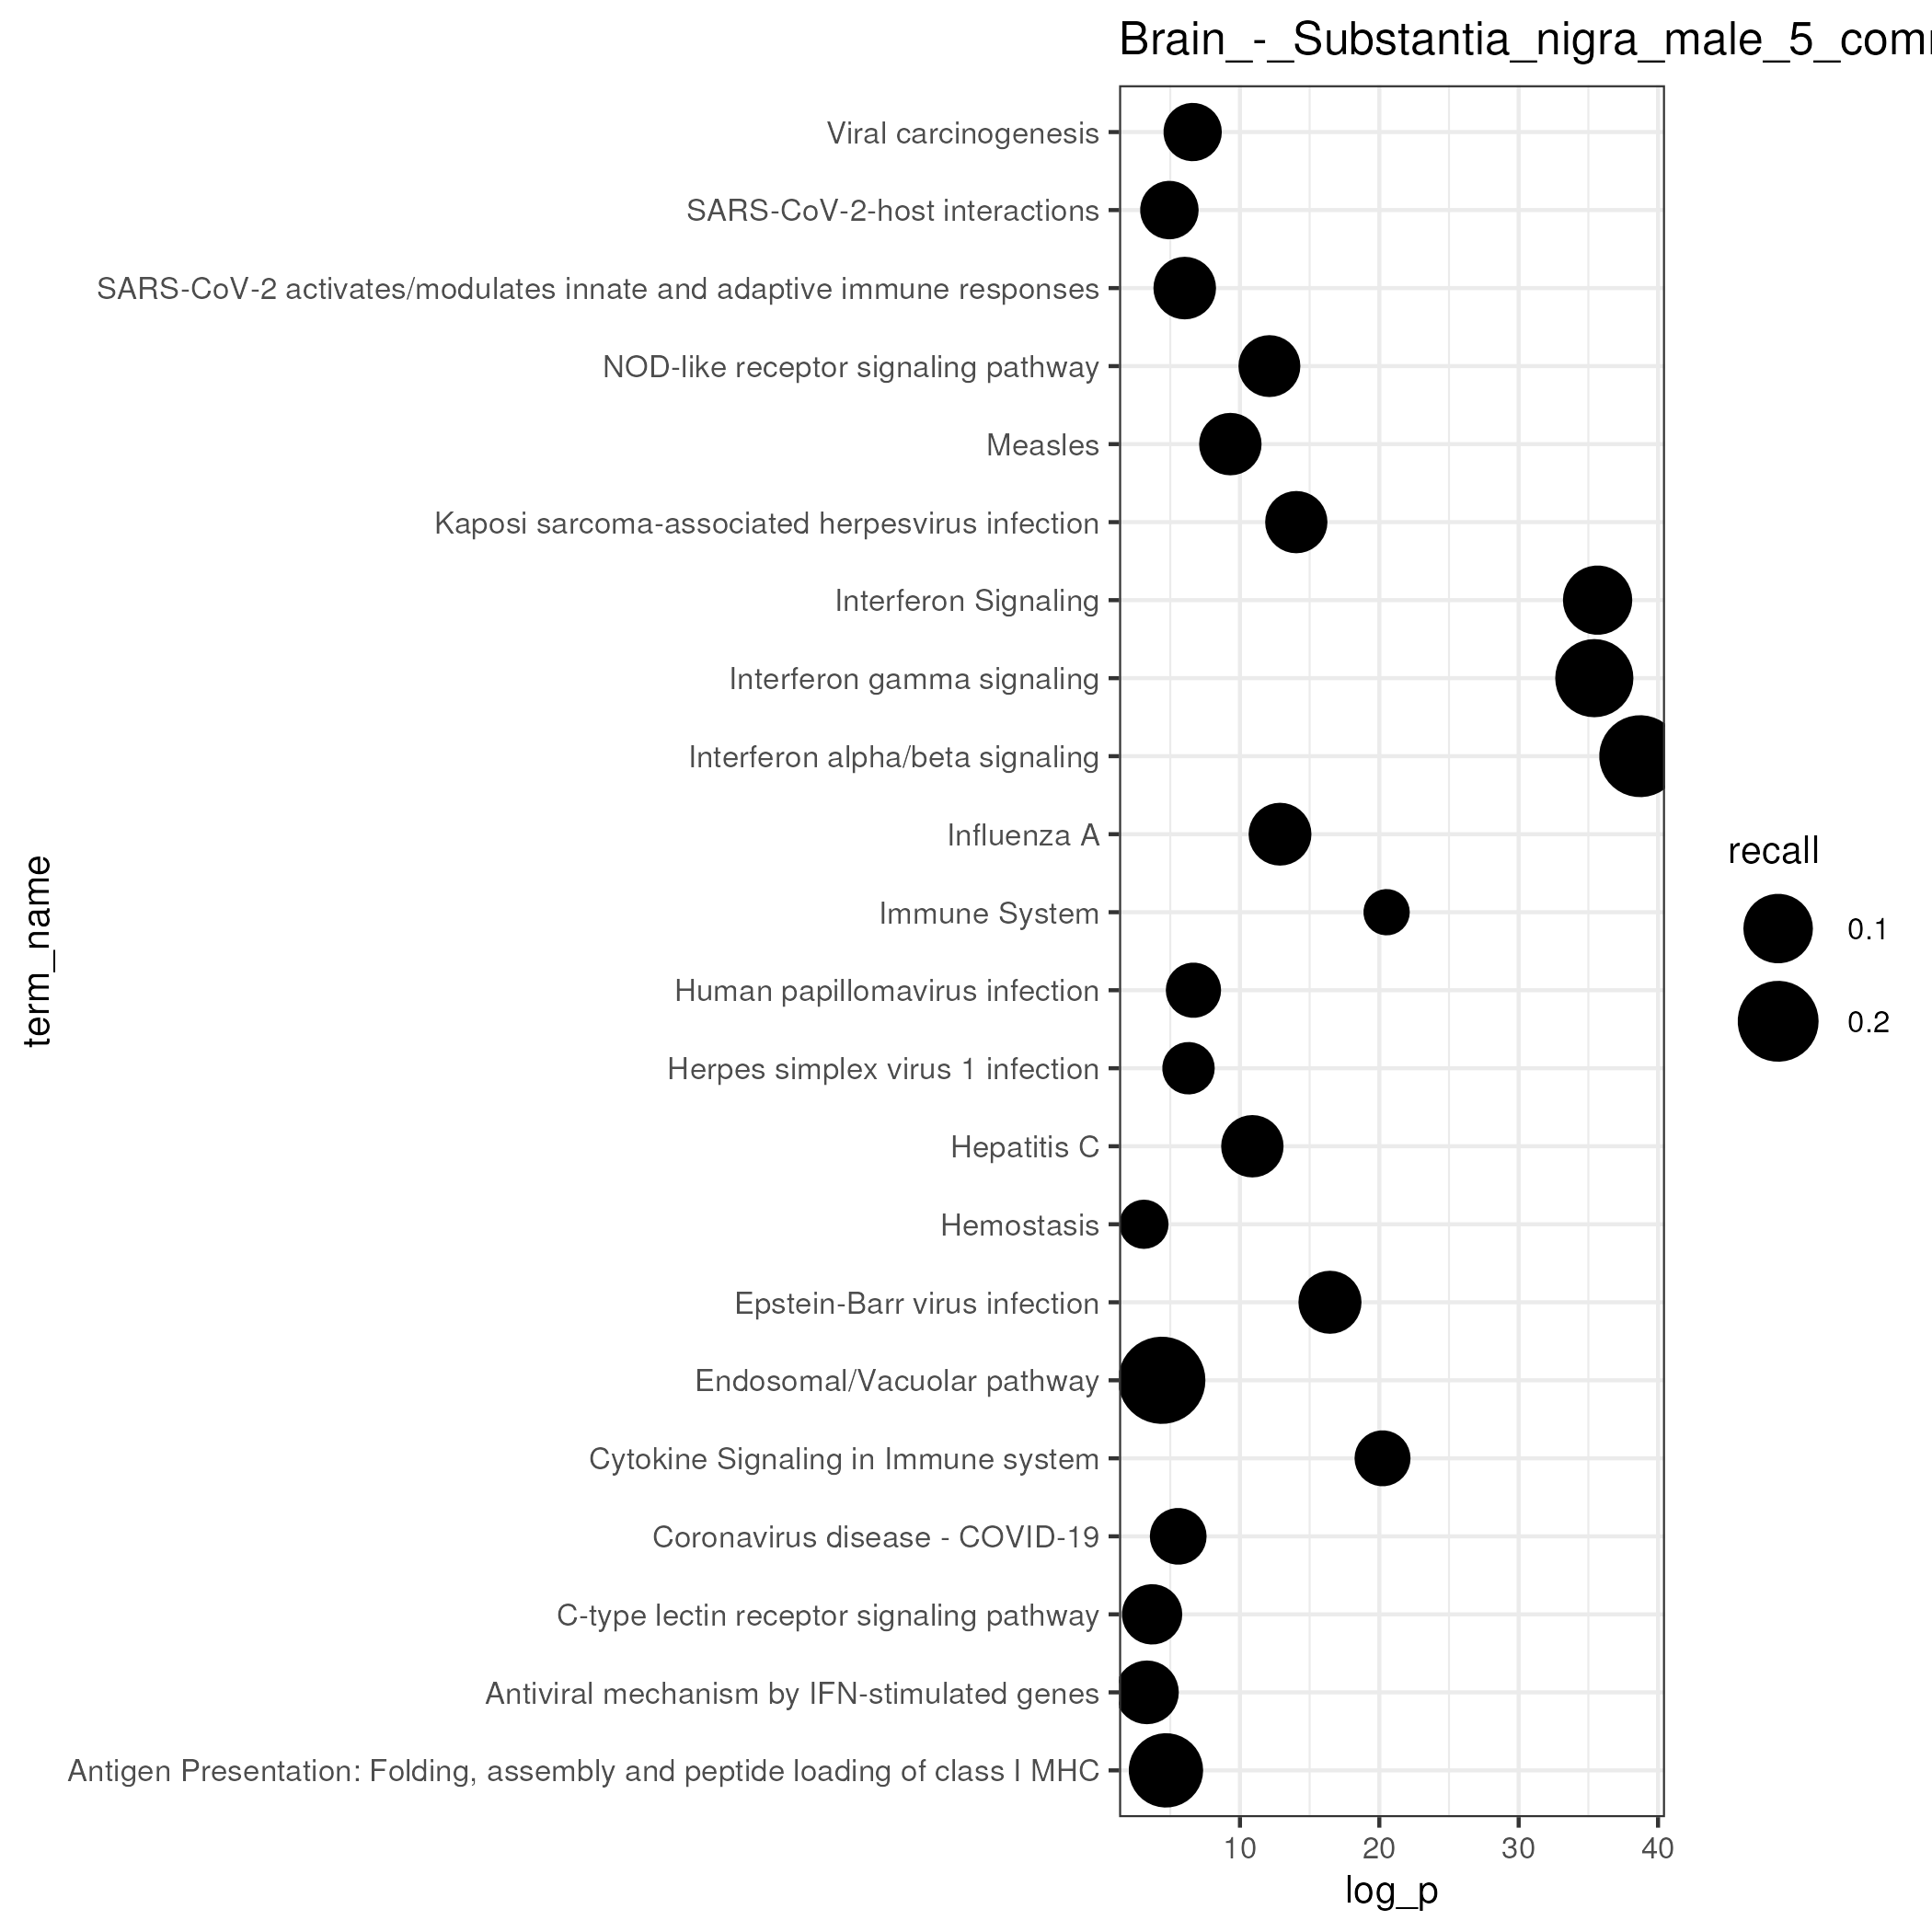 Brain_-_Substantia_nigra_male_5_com
Viral carcinogenesis
SARS-CoV-2-host interactions
SARS-CoV-2 activates/modulates innate and adaptive immune responses
NOD-like receptor signaling pathway
Measles
Kaposi sarcoma-associated herpesvirus infection
Interferon Signaling
Interferon gamma signaling
Interferon alpha/beta signaling
Influenza A
Immune System
Human papillomavirus infection
Herpes simplex virus 1 infection
Hepatitis C
Hemostasis
Epstein-Barr virus infection
Endosomal/Vacuolar pathway
Cytokine Signaling in Immune system
Coronavirus disease - COVID-19
C-type lectin receptor signaling pathway
Antiviral mechanism by IFN-stimulated genes
Antigen Presentation: Folding, assembly and peptide loading of class I MHC
term_name
10 20 30 40
log_p
recall
0.1
0.2